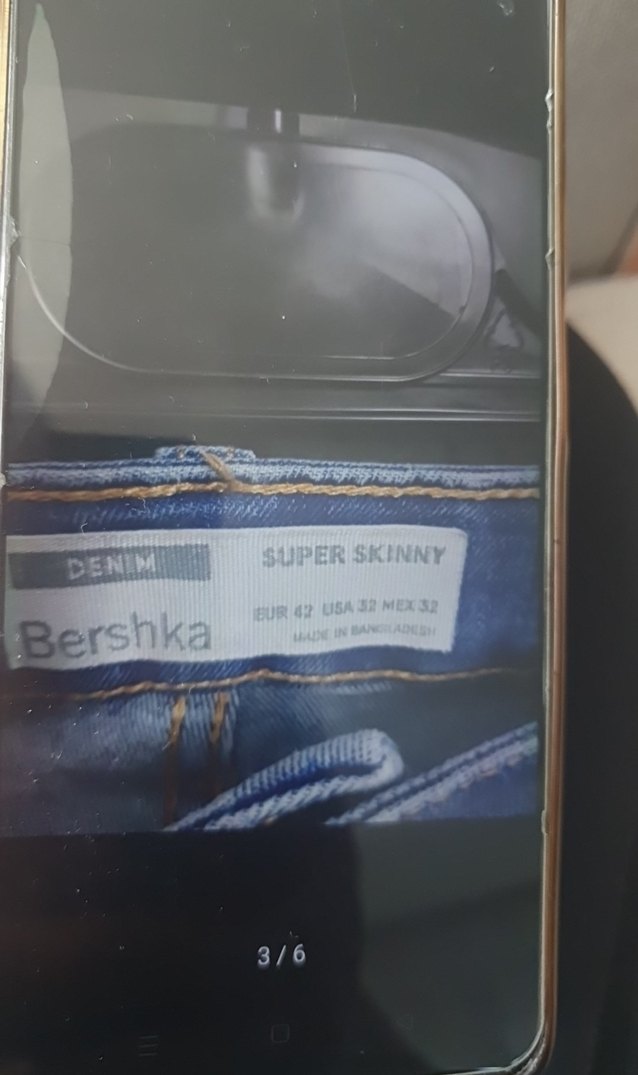 DENIM
SUPER SKINNY
Bershka
EUR 42 USA 32 MEX 32
MADE IN BANGLADESH
3/6